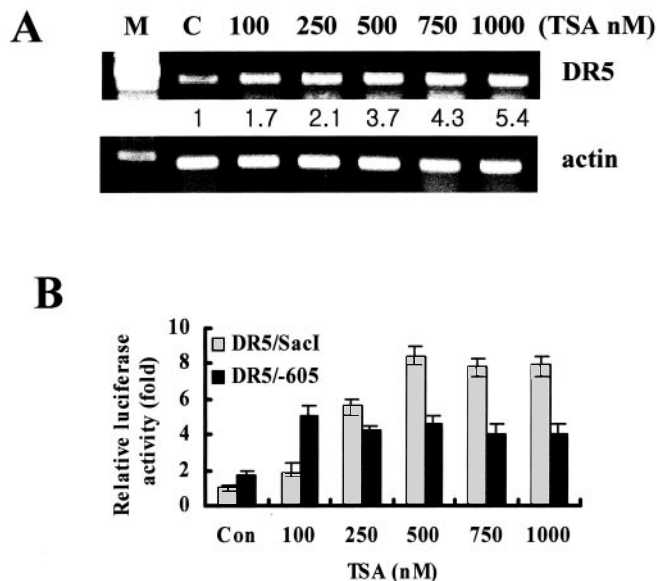 A
M C 100 250 500 750 1000 (TSA nM)
DR5
1 1.7 2.1 3.7 4.3 5.4
actin
B
Relative luciferase
activity (fold)
10
8
6
4
2
0
DR5/SacI
DR5/-605
Con 100 250 500 750 1000
TSA (nM)